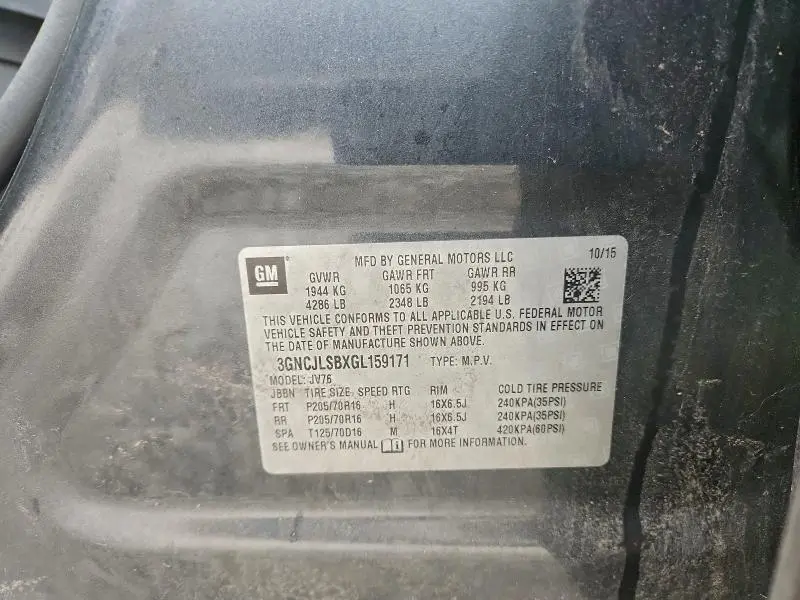 GM
MFD BY GENERAL MOTORS LLC 10/15
GVWR GAWR FRT GAWR RR
1944 KG 1065 KG 995 KG
4286 LB 2348 LB 2194 LB
THIS VEHICLE CONFORMS TO ALL APPLICABLE U.S. FEDERAL MOTOR
VEHICLE SAFETY AND THEFT PREVENTION STANDARDS IN EFFECT ON
THE DATE OF MANUFACTURE SHOWN ABOVE.
3GNCJLSBXGL159171 TYPE: M.P.V.
MODEL: JV76
JBBN TIRE SIZE, SPEED RTG RIM COLD TIRE PRESSURE
FRT P205/70R16 H 16X6.5J 240KPA(35PSI)
RR P205/70R16 H 16X6.5J 240KPA(35PSI)
SPA T125/70D16 M 16X4T 420KPA(60PSI)
SEE OWNER'S MANUAL FOR MORE INFORMATION.